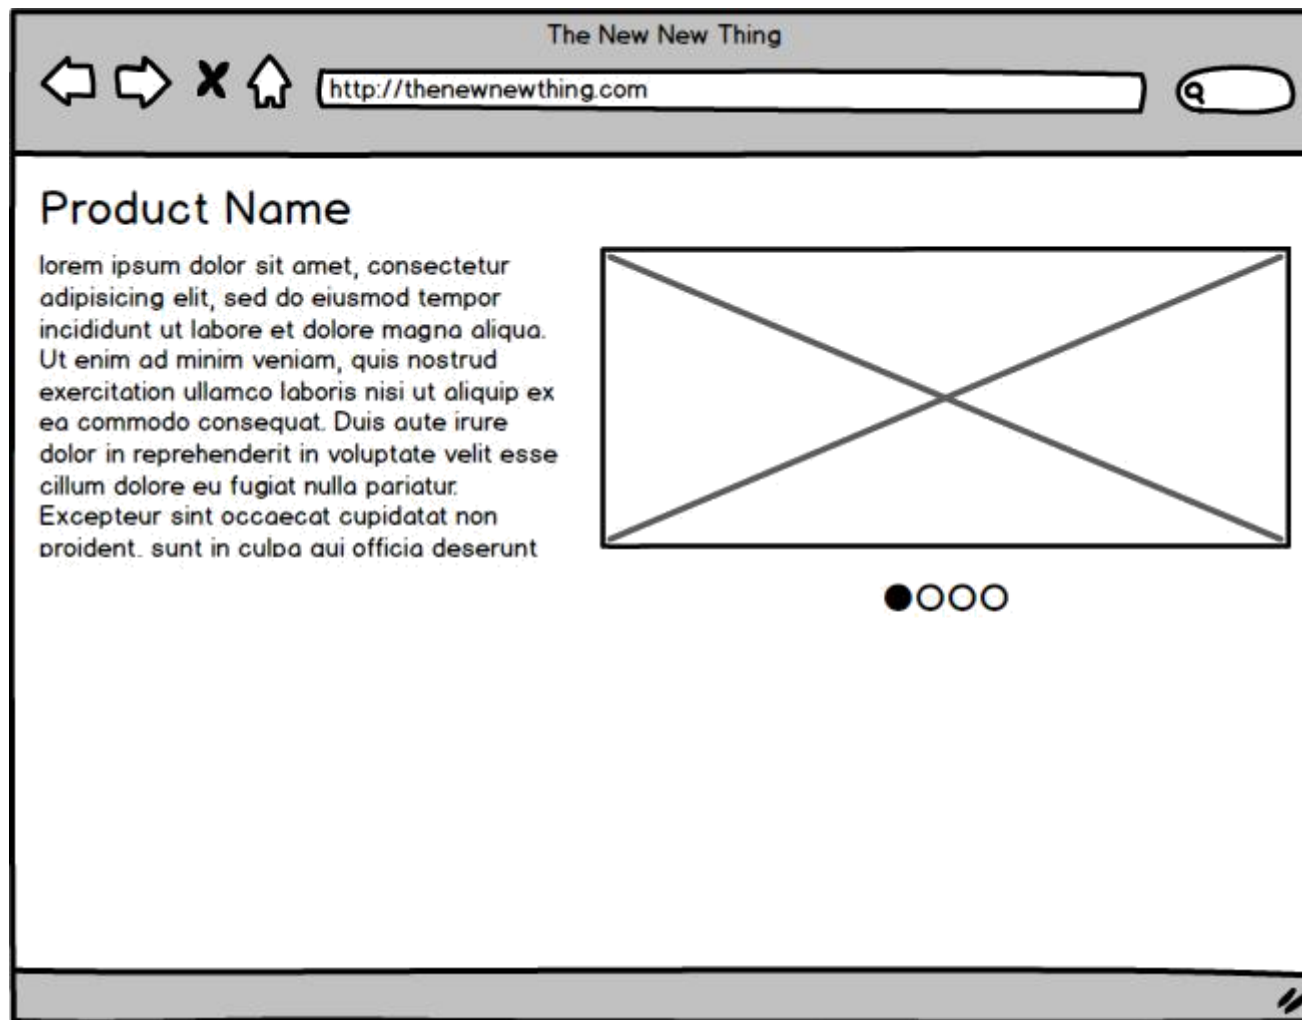 The New New Thing
http://thenewnewthing.com
Product Name
lorem ipsum dolor sit amet, consectetur
adipisicing elit, sed do eiusmod tempor
incididunt ut labore et dolore magna aliqua.
Ut enim ad minim veniam, quis nostrud
exercitation ullamco laboris nisi ut aliquip ex
ea commodo consequat. Duis aute irure
dolor in reprehenderit in voluptate velit esse
cillum dolore eu fugiat nulla pariatur.
Excepteur sint occaecat cupidatat non
proident, sunt in culpa qui officia deserunt